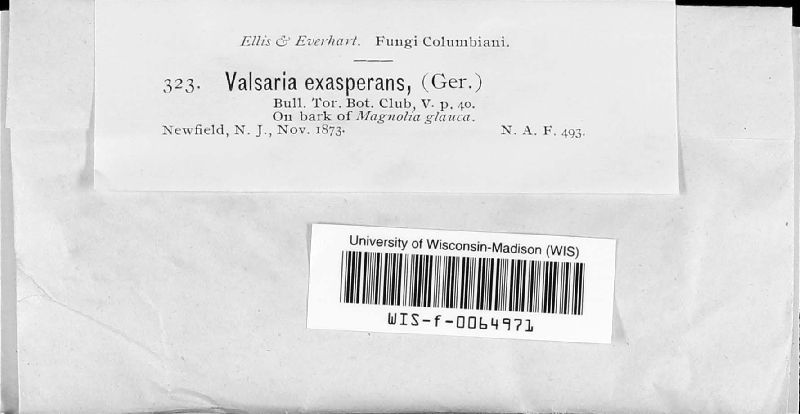 Ellis & Everhart. Fungi Columbiani.
323. Valsaria exasperans, (Ger.)
Bull. Tor. Bot. Club, V. p. 40.
On bark of Magnolia glauca.
Newfield, N. J., Nov. 1873. N. A. F. 493.
University of Wisconsin-Madison (WIS)
WIS-f-0064971